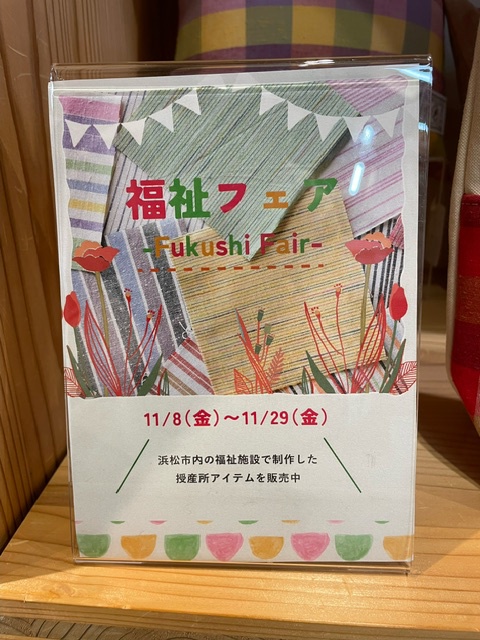 福祉フェア
-Fukushi Fair-
11/8(金)〜11/29(金)
浜松市内の福祉施設で制作した
授産所アイテムを販売中